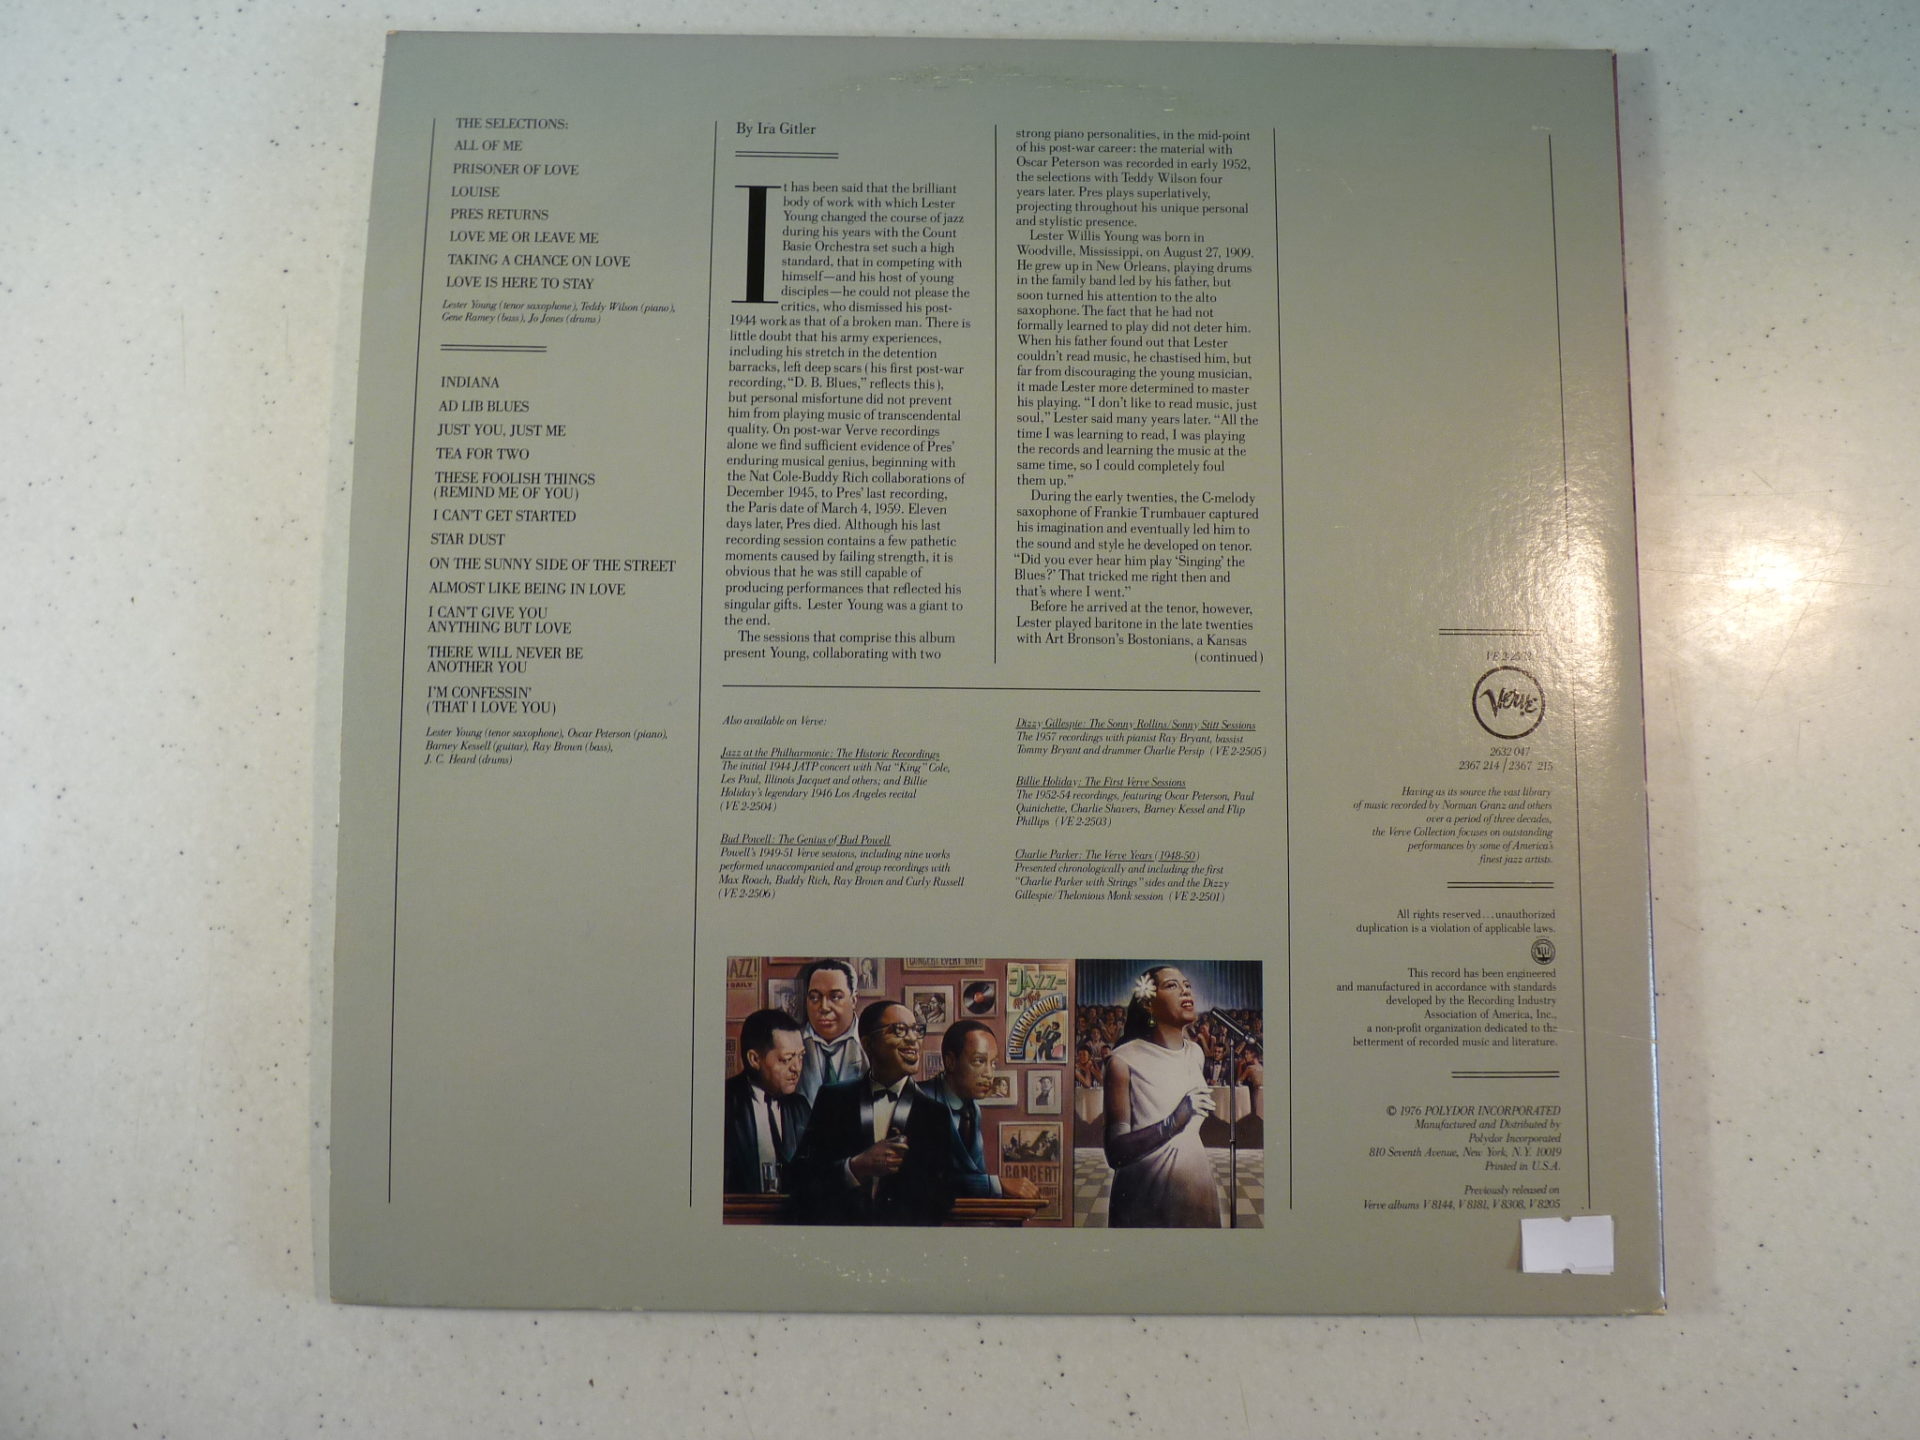 THE SELECTIONS:
ALL OF ME
PRISONER OF LOVE
LOUISE
PRES RETURNS
LOVE ME OR LEAVE ME
TAKING A CHANCE ON LOVE
LOVE IS HERE TO STAY
Lester Young (tenor saxophone), Teddy Wilson (piano),
Gene Ramey (bass), Jo Jones (drums)
INDIANA
AD LIB BLUES
JUST YOU, JUST ME
TEA FOR TWO
THESE FOOLISH THINGS
(REMIND ME OF YOU)
I CAN'T GET STARTED
STAR DUST
ON THE SUNNY SIDE OF THE STREET
ALMOST LIKE BEING IN LOVE
I CAN'T GIVE YOU
ANYTHING BUT LOVE
THERE WILL NEVER BE
ANOTHER YOU
I'M CONFESSIN'
(THAT I LOVE YOU)
Lester Young (tenor saxophone), Oscar Peterson (piano),
Barney Kessell (guitar), Ray Brown (bass),
J. C. Heard (drums)
By Ira Gitler
It has been said that the brilliant
body of work with which Lester
Young changed the course of jazz
during his years with the Count
Basie Orchestra set such a high
standard, that in competing with
himself—and his host of young
disciples—he could not please the
critics, who dismissed his post-
1944 work as that of a broken man. There is
little doubt that his army experiences,
including his stretch in the detention
barracks, left deep scars (his first post-war
recording, "D. B. Blues," reflects this),
but personal misfortune did not prevent
him from playing music of transcendental
quality. On post-war Verve recordings
alone we find sufficient evidence of Pres'
enduring musical genius, beginning with
the Nat Cole-Buddy Rich collaborations of
December 1945, to Pres' last recording,
the Paris date of March 4, 1959. Eleven
days later, Pres died. Although his last
recording session contains a few pathetic
moments caused by failing strength, it is
obvious that he was still capable of
producing performances that reflected his
singular gifts. Lester Young was a giant to
the end.
The sessions that comprise this album
present Young, collaborating with two
strong piano personalities, in the mid-point
of his post-war career: the material with
Oscar Peterson was recorded in early 1952,
the selections with Teddy Wilson four
years later. Pres plays superlatively,
projecting throughout his unique personal
and stylistic presence.
Lester Willis Young was born in
Woodville, Mississippi, on August 27, 1909.
He grew up in New Orleans, playing drums
in the family band led by his father, but
soon turned his attention to the alto
saxophone. The fact that he had not
formally learned to play did not deter him.
When his father found out that Lester
couldn't read music, he chastised him, but
far from discouraging the young musician,
it made Lester more determined to master
his playing. "I don't like to read music, just
soul," Lester said many years later. "All the
time I was learning to read, I was playing
the records and learning the music at the
same time, so I could completely foul
them up."
During the early twenties, the C-melody
saxophone of Frankie Trumbauer captured
his imagination and eventually led him to
the sound and style he developed on tenor.
"Did you ever hear him play 'Singing' the
Blues?' That tricked me right then and
that's where I went."
Before he arrived at the tenor, however,
Lester played baritone in the late twenties
with Art Bronson's Bostonians, a Kansas
(continued)
Also available on Verve:
Jazz at the Philharmonic: The Historic Recordings
The initial 1944 JATP concert with Nat "King" Cole,
Les Paul, Illinois Jacquet and others; and Billie
Holiday's legendary 1946 Los Angeles recital
(VE 2-2504)
Bud Powell: The Genius of Bud Powell
Powell's 1949-51 Verve sessions, including nine works
performed unaccompanied and group recordings with
Max Roach, Buddy Rich, Ray Brown and Curly Russell
(VE 2-2506)
Dizzy Gillespie: The Sonny Rollins/Sonny Stitt Sessions
The 1957 recordings with pianist Ray Bryant, bassist
Tommy Bryant and drummer Charlie Persip (VE 2-2505)
Billie Holiday: The First Verve Sessions
The 1952-54 recordings, featuring Oscar Peterson, Paul
Quinichette, Charlie Shavers, Barney Kessel and Flip
Phillips (VE 2-2503)
Charlie Parker: The Verve Years (1948-50)
Presented chronologically and including the first
"Charlie Parker with Strings" sides and the Dizzy
Gillespie/Thelonious Monk session (VE 2-2501)
JAZZ!
DAILY
CONCERT EVERY
JAZZ
AT THE
PHILHARMONIC
CONCERT
Verve
2632 047
2367 214 / 2367 215
Having as its source the vast library
of music recorded by Norman Granz and others
over a period of three decades,
the Verve Collection focuses on outstanding
performances by some of America's
finest jazz artists.
All rights reserved...unauthorized
duplication is a violation of applicable laws.
This record has been engineered
and manufactured in accordance with standards
developed by the Recording Industry
Association of America, Inc.,
a non-profit organization dedicated to the
betterment of recorded music and literature.
© 1976 POLYDOR INCORPORATED
Manufactured and Distributed by
Polydor Incorporated
810 Seventh Avenue, New York, N.Y. 10019
Printed in U.S.A.
Previously released on
Verve albums V 8144, V 8181, V 8308, V 8205